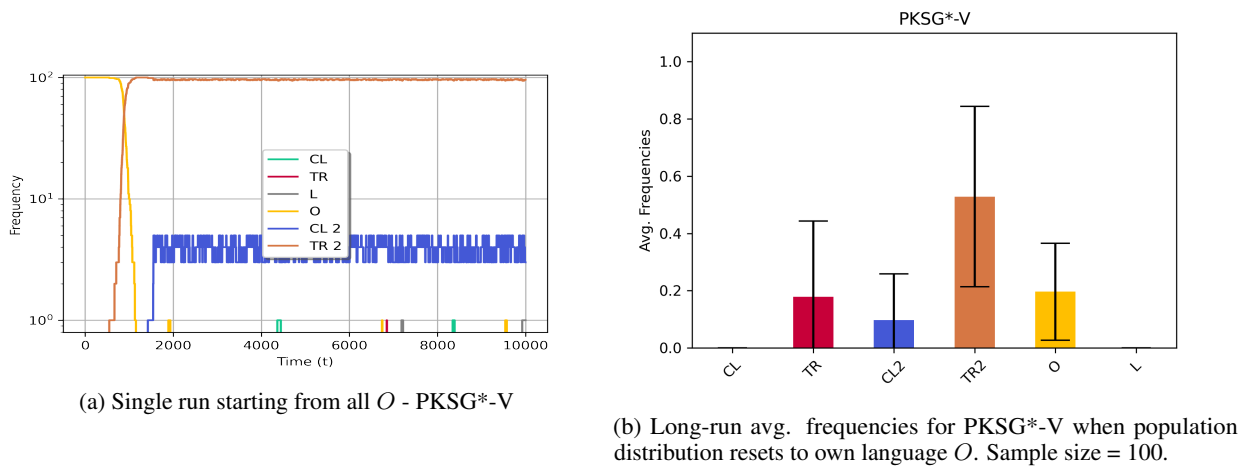 10²
10¹
10⁰
Frequency
CL
TR
L
O
CL 2
TR 2
0
2000
4000
6000
8000
10000
Time (t)
(a) Single run starting from all O - PKSG*-V
PKSG*-V
1.0
0.8
0.6
0.4
0.2
0.0
Avg. Frequencies
CL
TR
CL2
TR2
O
L
(b) Long-run avg. frequencies for PKSG*-V when population
distribution resets to own language O. Sample size = 100.